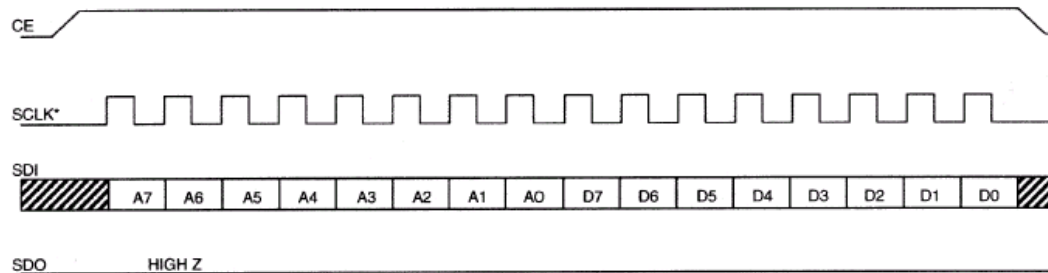 CE
SCLK*
SDI
A7 A6 A5 A4 A3 A2 A1 A0 D7 D6 D5 D4 D3 D2 D1 D0
SDO HIGH Z